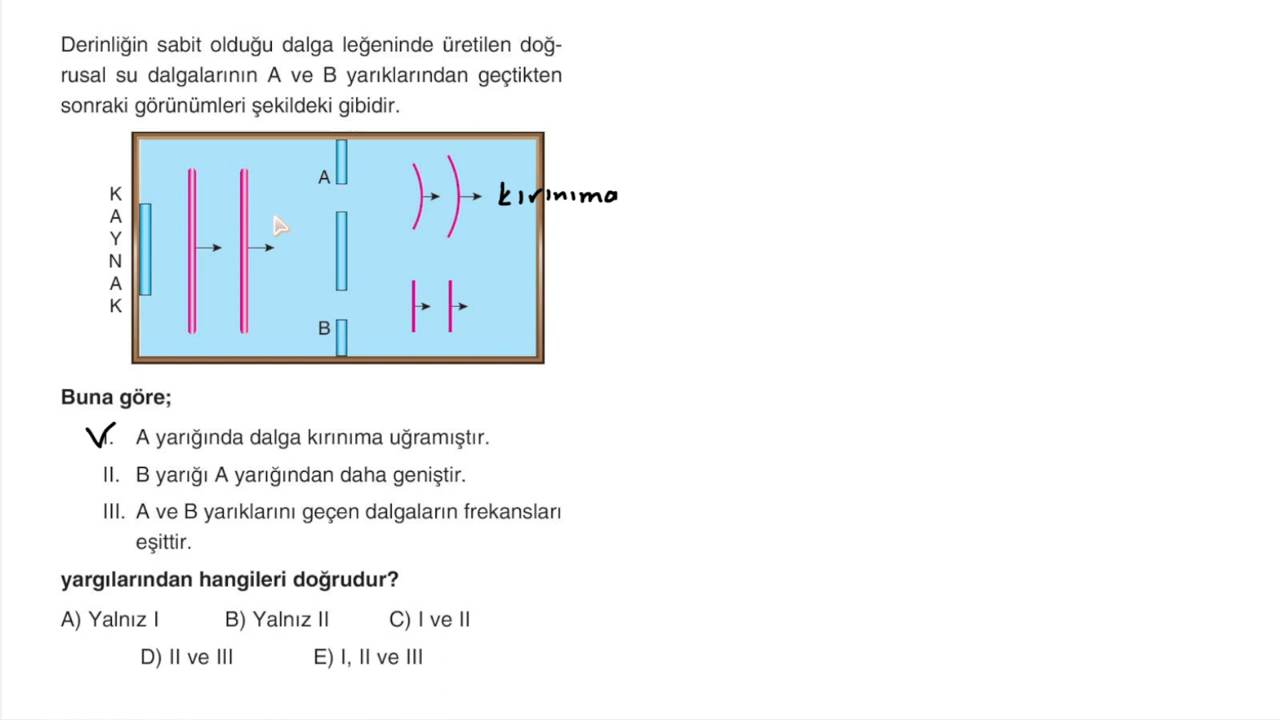 Derinliğin sabit olduğu dalga leğeninde üretilen doğ-
rusal su dalgalarının A ve B yarıklarından geçtikten
sonraki görünümleri şekildeki gibidir.
K
A
Y
N
A
K
A
B
kırınıma
Buna göre;
I. A yarığında dalga kırınıma uğramıştır.
II. B yarığı A yarığından daha geniştir.
III. A ve B yarıklarını geçen dalgaların frekansları
eşittir.
yargılarından hangileri doğrudur?
A) Yalnız I B) Yalnız II C) I ve II
D) II ve III E) I, II ve III